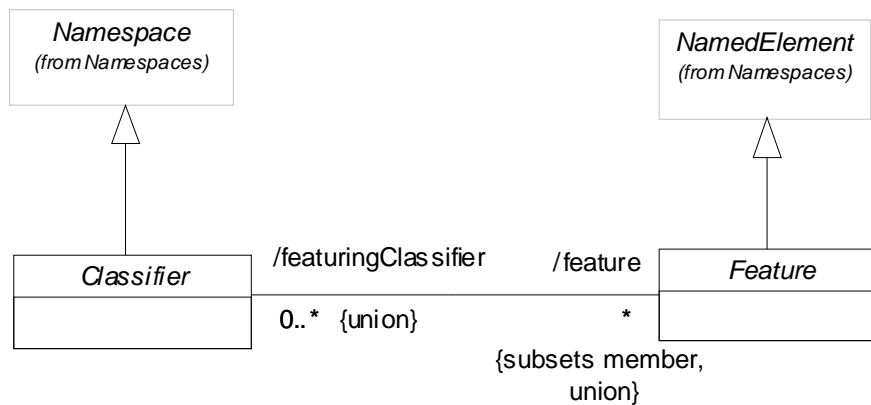 Namespace
(from Namespaces)
NamedElement
(from Namespaces)
Classifier
/featuringClassifier
/feature
Feature
0..*
{union}
*
{subsets member,
union}